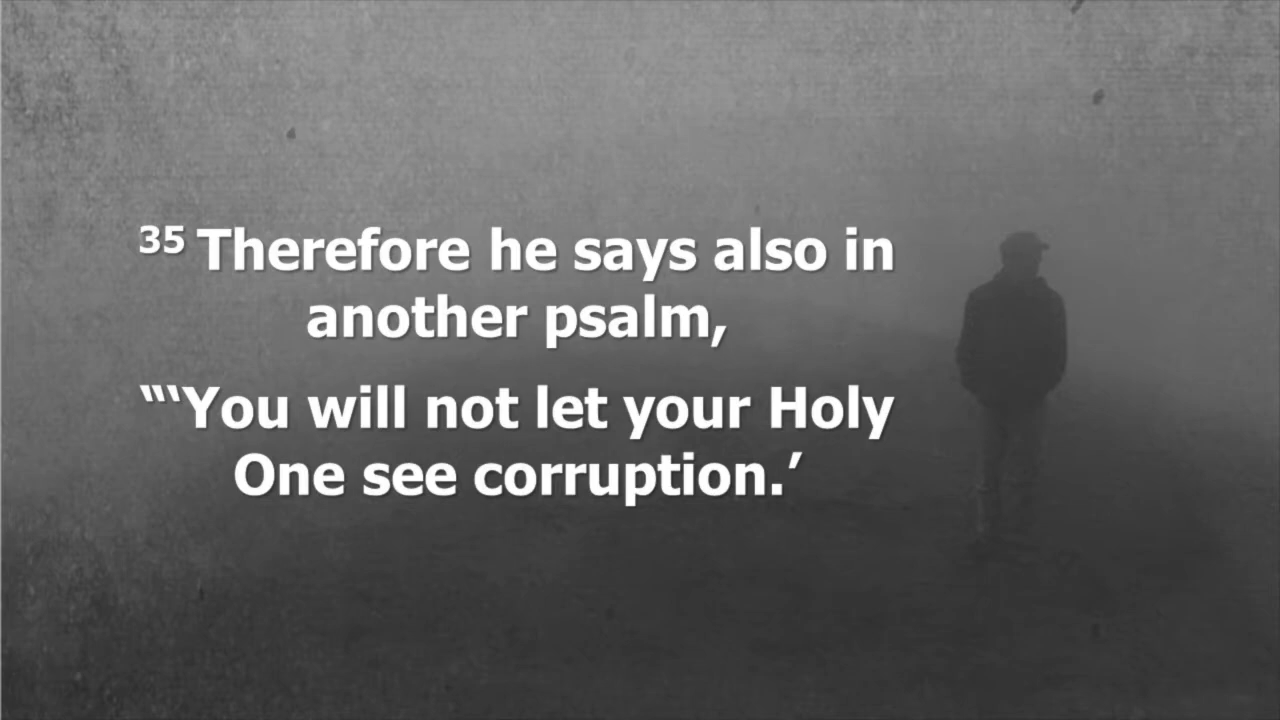 35 Therefore he says also in
another psalm,
“‘You will not let your Holy
One see corruption.’